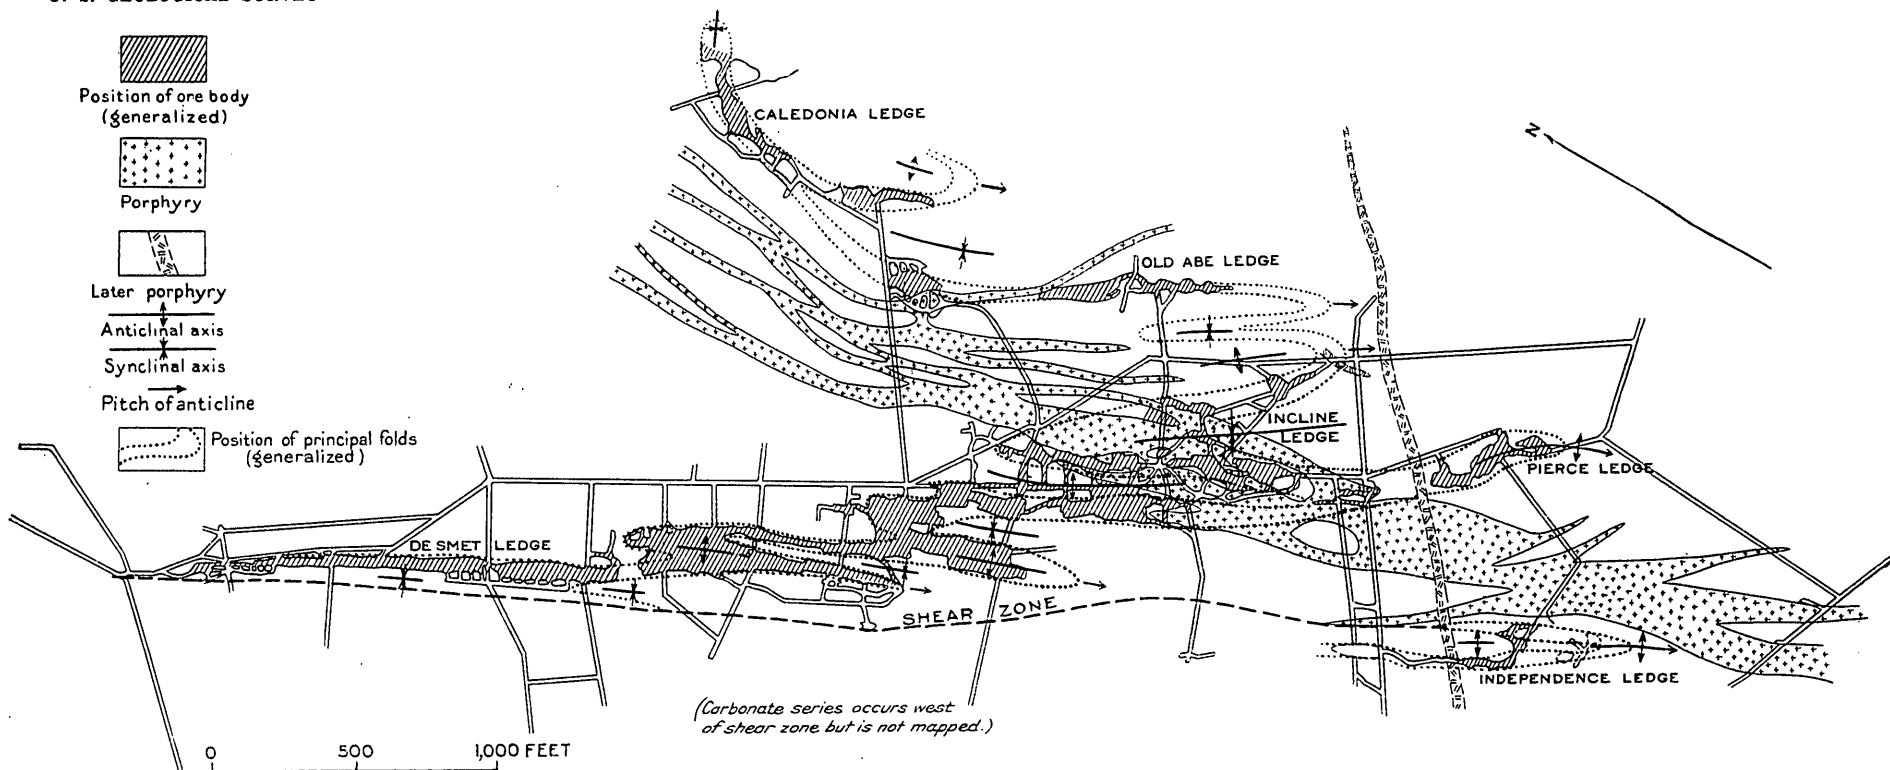 Position of ore body
(generalized)
Porphyry
Later porphyry
Anticlinal axis
Synclinal axis
Pitch of anticline
Position of principal folds
(generalized)
CALEDONIA LEDGE
N
OLD ABE LEDGE
INCLINE
LEDGE
PIERCE LEDGE
DE SMET LEDGE
SHEAR ZONE
INDEPENDENCE LEDGE
(Carbonate series occurs west
of shear zone but is not mapped.)
0 500 1,000 FEET